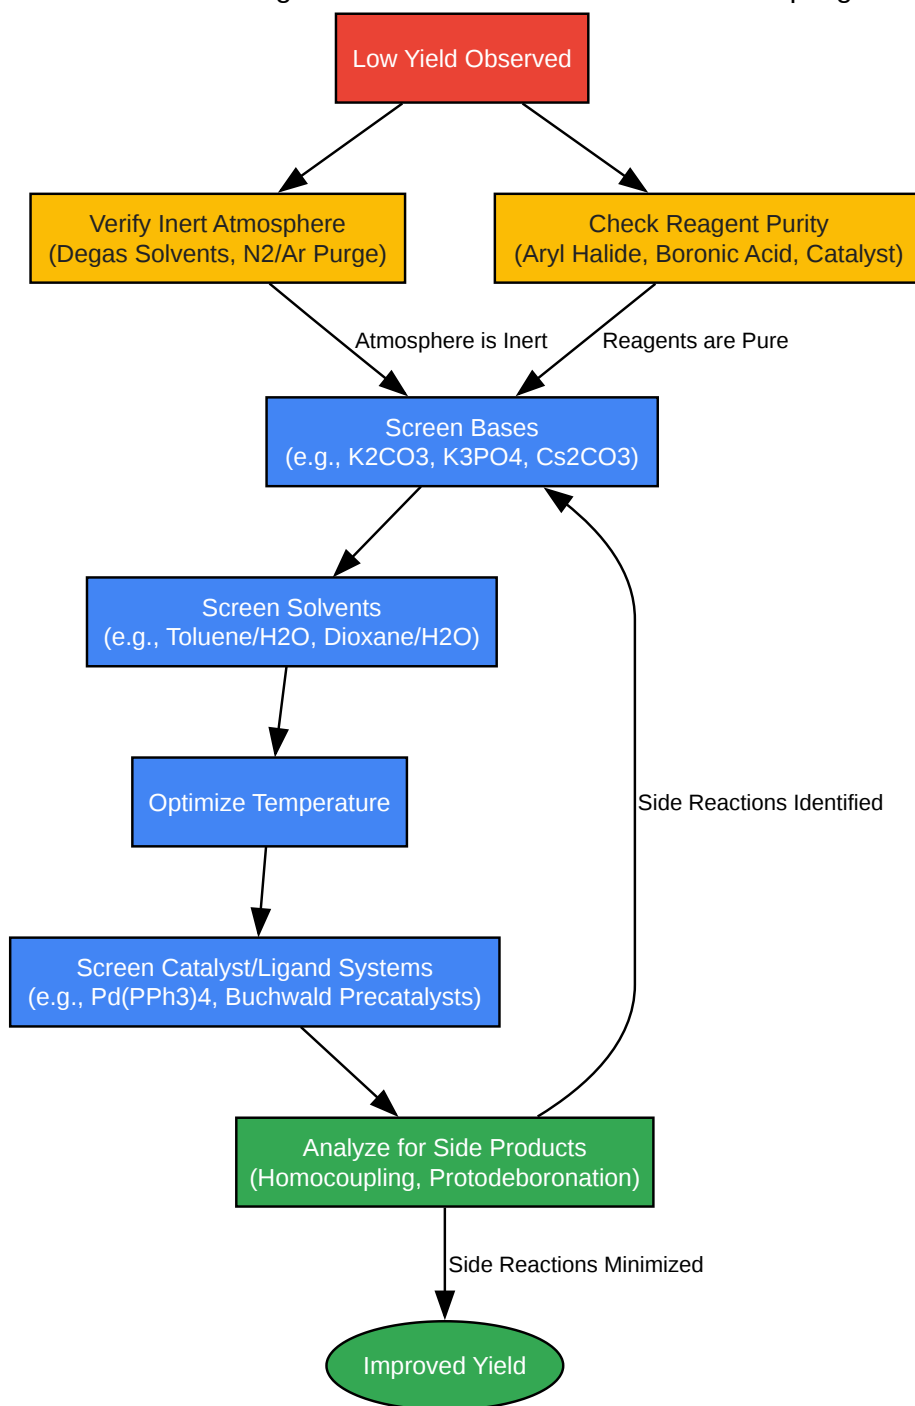 Low Yield Observed
Verify Inert Atmosphere
(Degas Solvents, N2/Ar Purge)
Check Reagent Purity
(Aryl Halide, Boronic Acid, Catalyst)
Atmosphere is Inert
Reagents are Pure
Screen Bases
(e.g., K2CO3, K3PO4, Cs2CO3)
Screen Solvents
(e.g., Toluene/H2O, Dioxane/H2O)
Optimize Temperature
Side Reactions Identified
Screen Catalyst/Ligand Systems
(e.g., Pd(PPh3)4, Buchwald Precatalysts)
Analyze for Side Products
(Homocoupling, Protodeboronation)
Side Reactions Minimized
Improved Yield